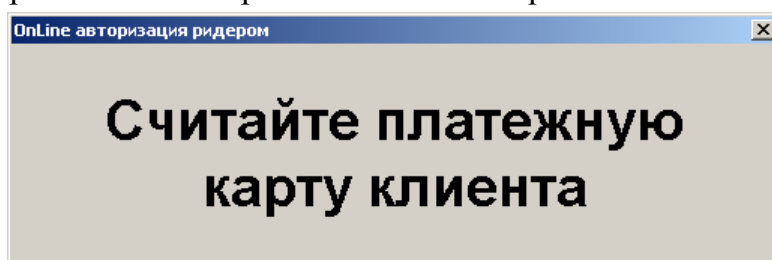 OnLine авторизация ридером
Считайте платежную
карту клиента